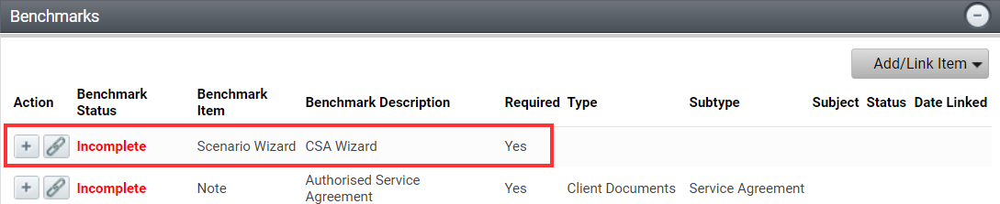 Benchmarks
Add/Link Item
Action Benchmark Status Benchmark Item Benchmark Description Required Type Subtype Subject Status Date Linked
Incomplete Scenario Wizard CSA Wizard Yes
Incomplete Note Authorised Service Agreement Yes Client Documents Service Agreement